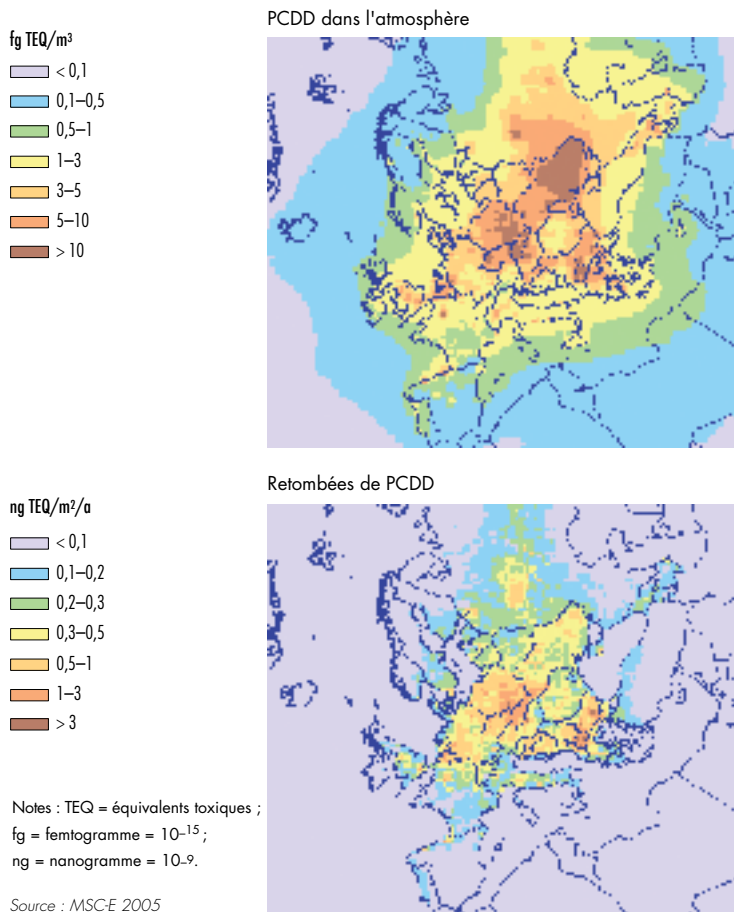 PCDD dans l'atmosphère
fg TEQ/m³
< 0,1
0,1–0,5
0,5–1
1–3
3–5
5–10
> 10
Retombées de PCDD
ng TEQ/m²/a
< 0,1
0,1–0,2
0,2–0,3
0,3–0,5
0,5–1
1–3
> 3
Notes : TEQ = équivalents toxiques ;
fg = femtogramme = 10⁻¹⁵ ;
ng = nanogramme = 10–9.
Source : MSC-E 2005